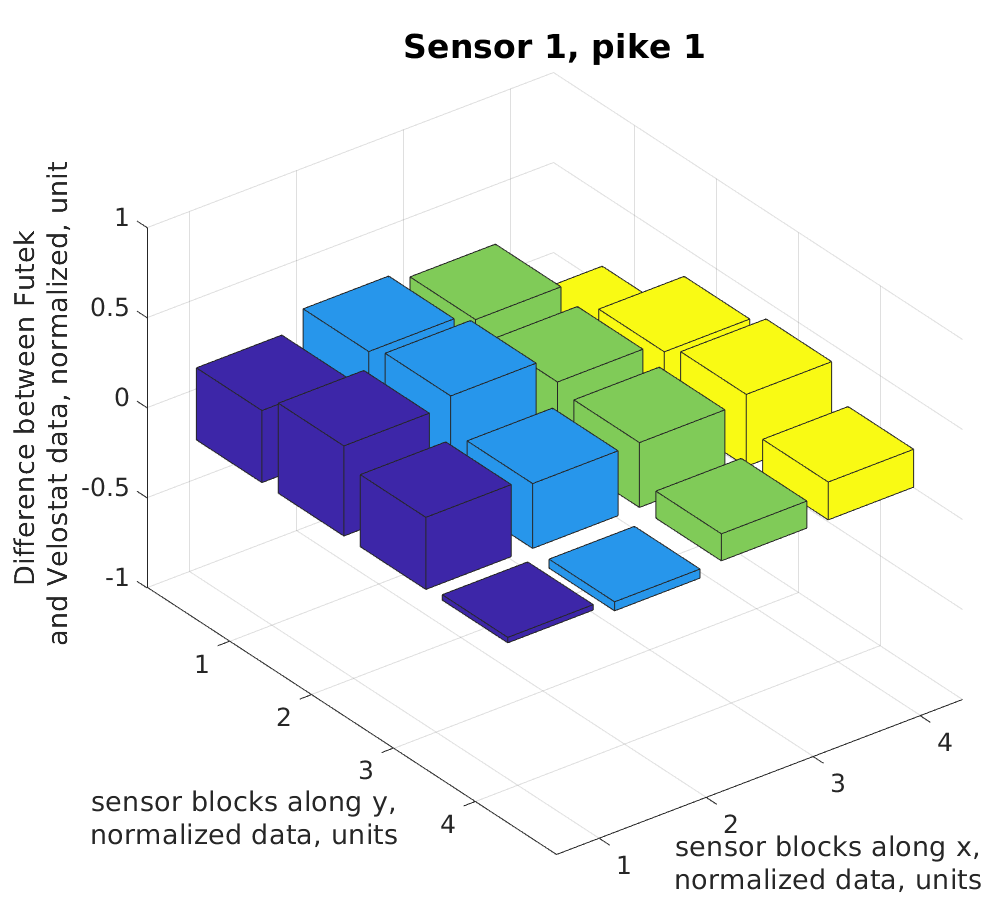 Sensor 1, pike 1
Difference between Futek
and Velostat data, normalized, unit
1
0.5
0
-0.5
-1
1
2
3
4
sensor blocks along y,
normalized data, units
1
2
3
4
sensor blocks along x,
normalized data, units